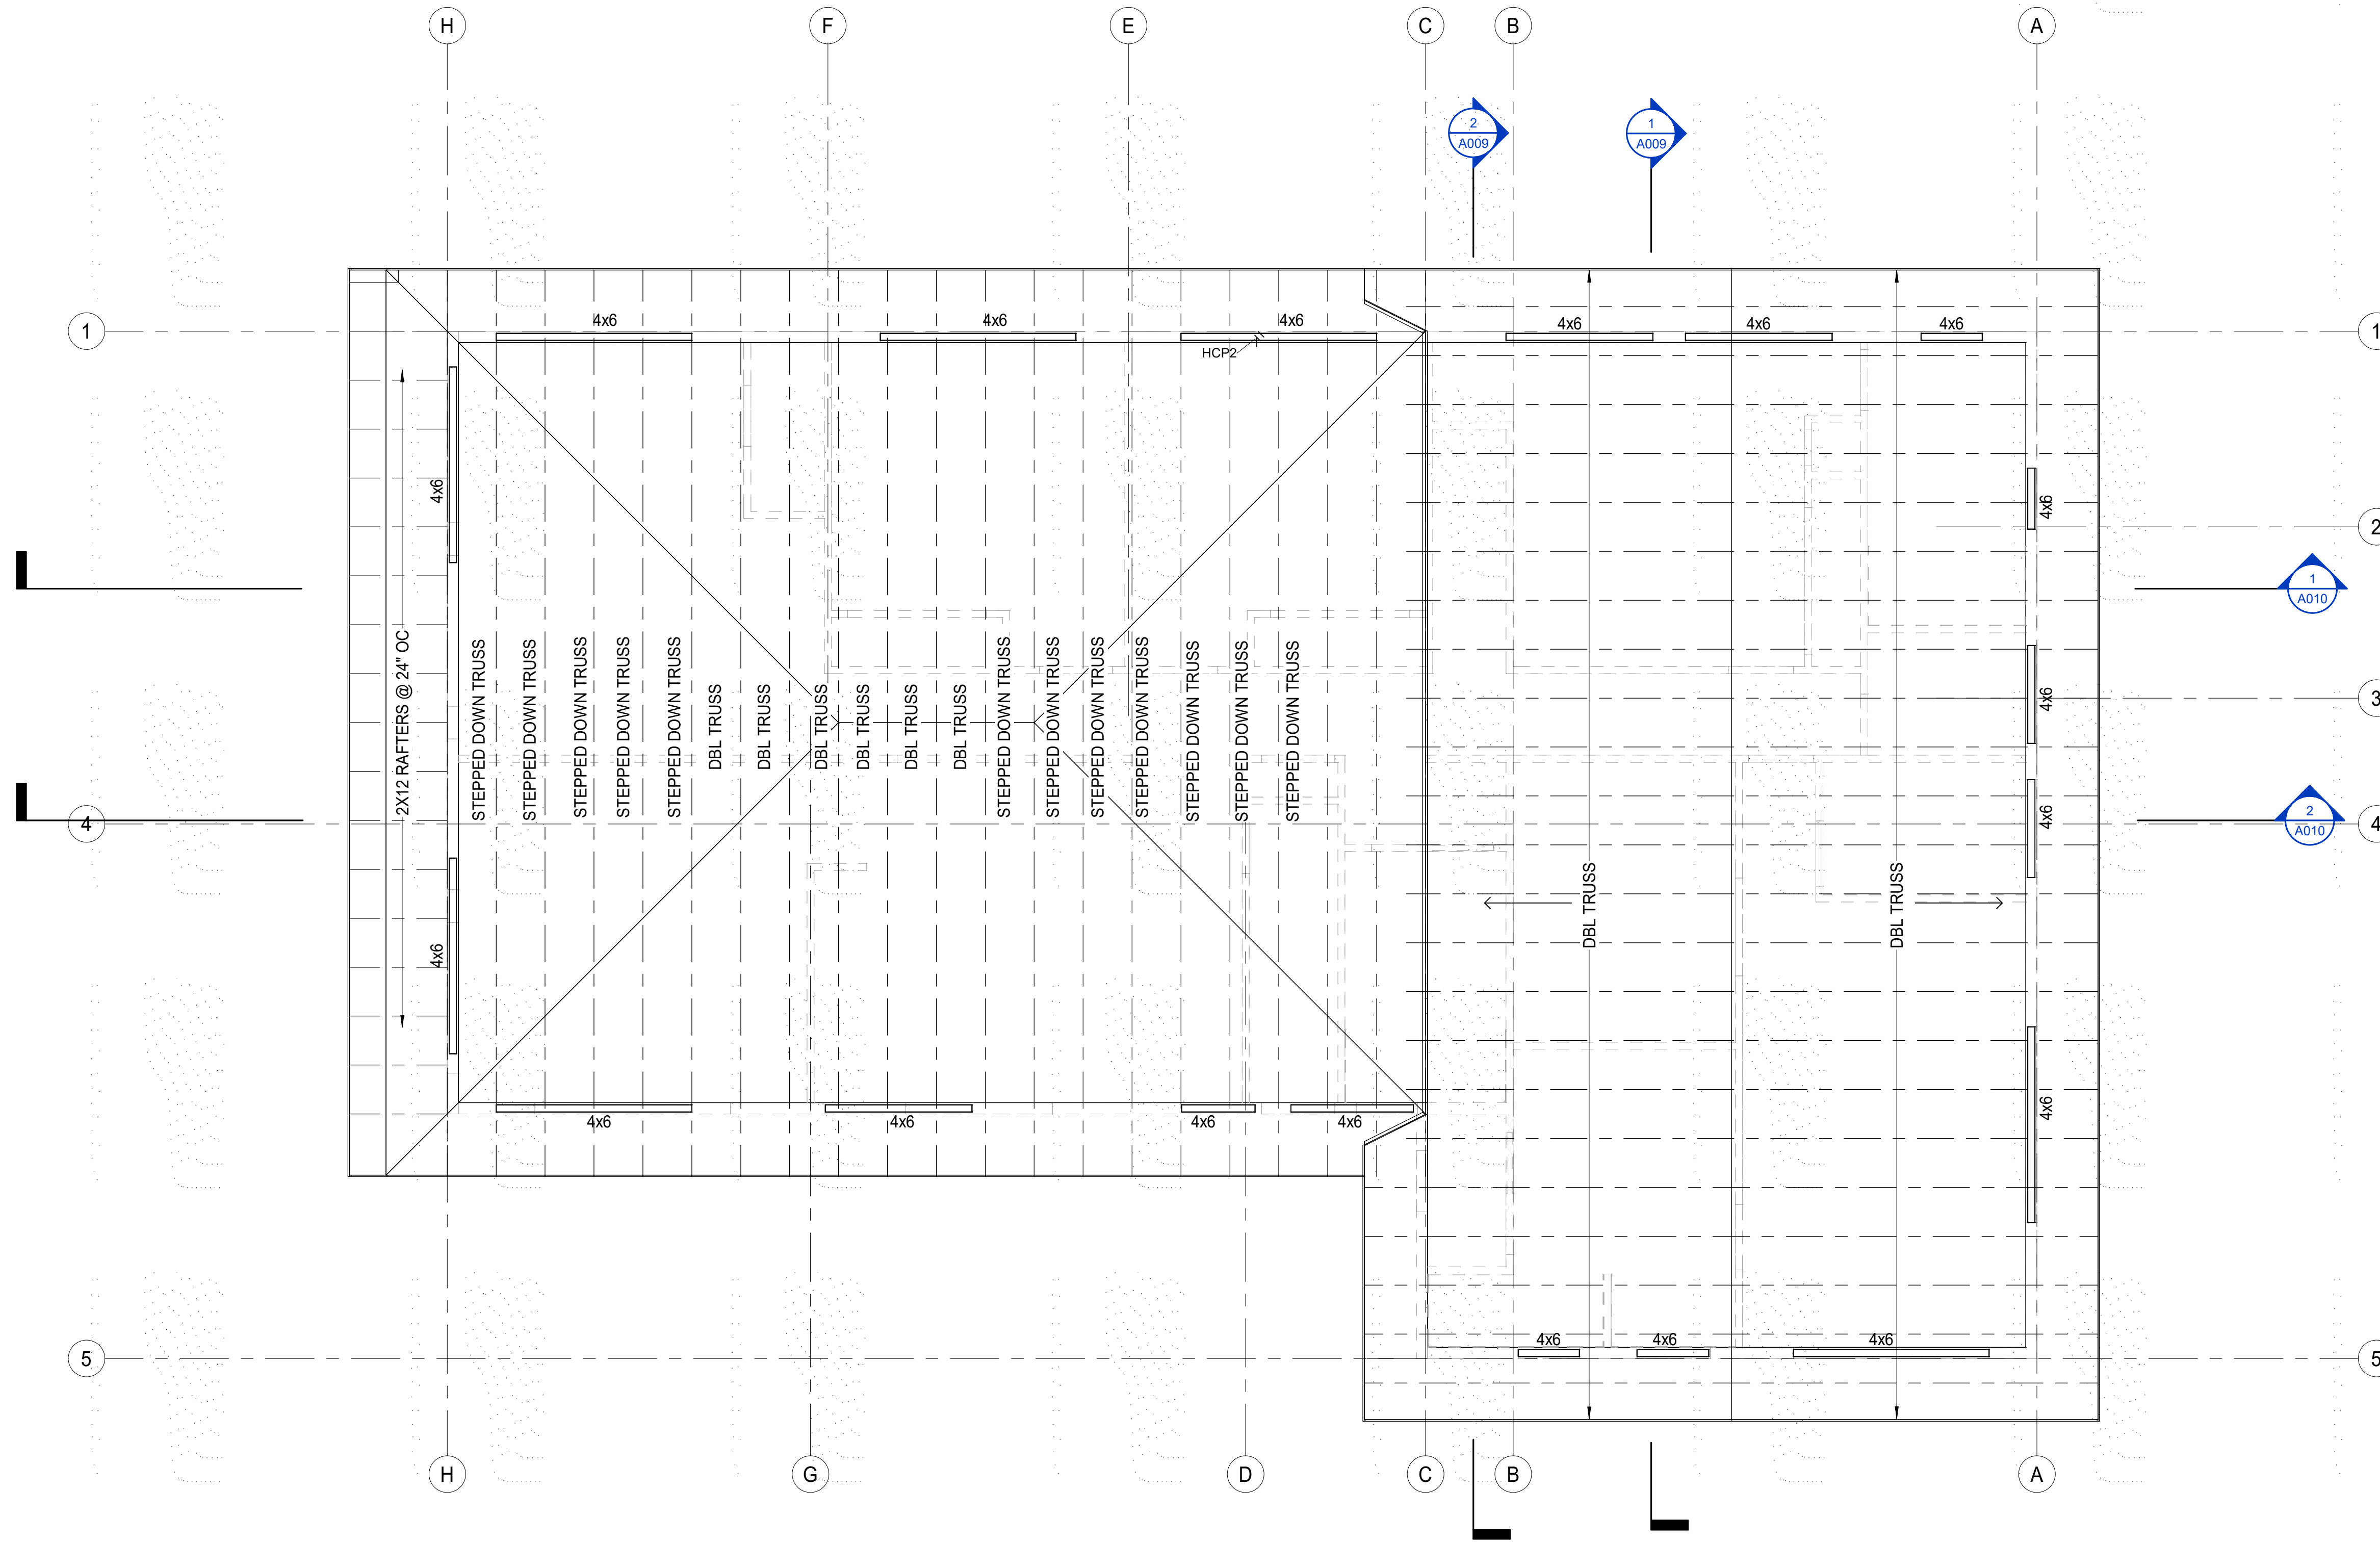 H
F
E
C
B
A
2
A009
1
A009
1
4x6
4x6
4x6
4x6
4x6
4x6
1
HCP2
4x6
4x6
2
1
A010
2X12 RAFTERS @ 24" OC
STEPPED DOWN TRUSS
STEPPED DOWN TRUSS
STEPPED DOWN TRUSS
STEPPED DOWN TRUSS
STEPPED DOWN TRUSS
DBL TRUSS
DBL TRUSS
DBL TRUSS
DBL TRUSS
DBL TRUSS
DBL TRUSS
STEPPED DOWN TRUSS
STEPPED DOWN TRUSS
STEPPED DOWN TRUSS
STEPPED DOWN TRUSS
STEPPED DOWN TRUSS
STEPPED DOWN TRUSS
STEPPED DOWN TRUSS
4x6
3
4
4x6
2
A010
4
DBL TRUSS
DBL TRUSS
4x6
4x6
4x6
4x6
4x6
4x6
4x6
4x6
4x6
5
5
H
G
D
C
B
A